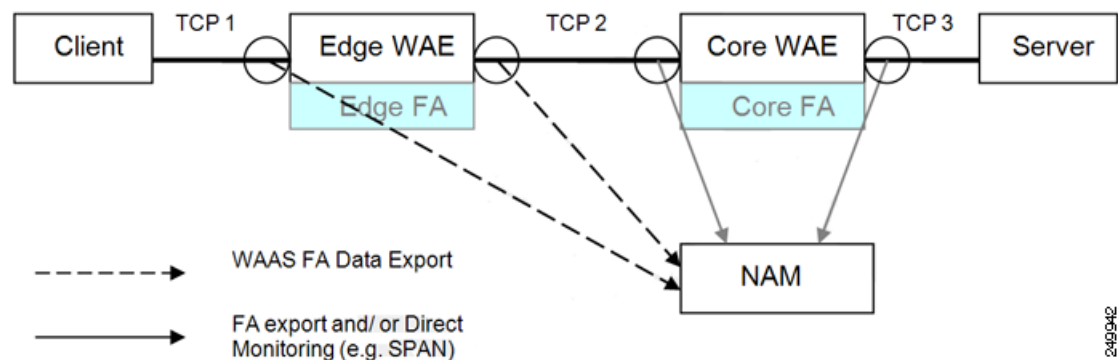 TCP 1
TCP 2
TCP 3
Client
Edge WAE
Core WAE
Server
Edge FA
Core FA
NAM
WAAS FA Data Export
FA export and/ or Direct
Monitoring (e.g. SPAN)
249942